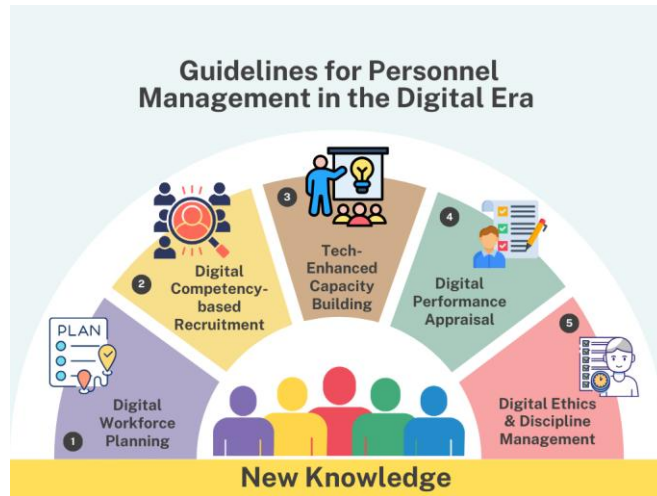 Guidelines for Personnel
Management in the Digital Era
1
PLAN
Digital
Workforce
Planning
2
Digital
Competency-
based
Recruitment
3
Tech-
Enhanced
Capacity
Building
4
Digital
Performance
Appraisal
5
Digital Ethics
& Discipline
Management
New Knowledge